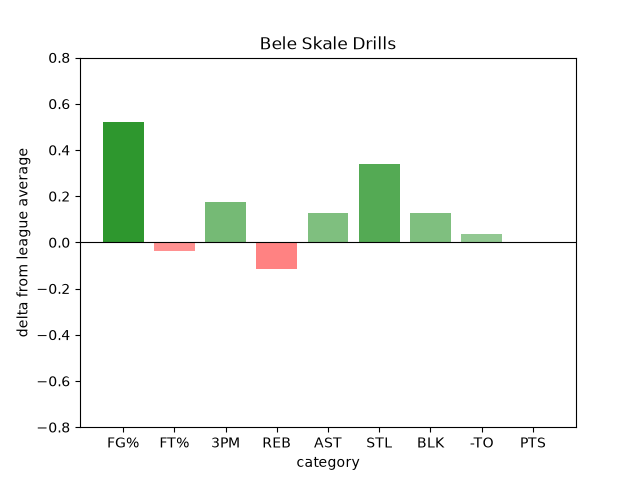 Bele Skale Drills
delta from league average
0.8
0.6
0.4
0.2
0.0
−0.2
−0.4
−0.6
−0.8
FG% FT% 3PM REB AST STL BLK -TO PTS
category